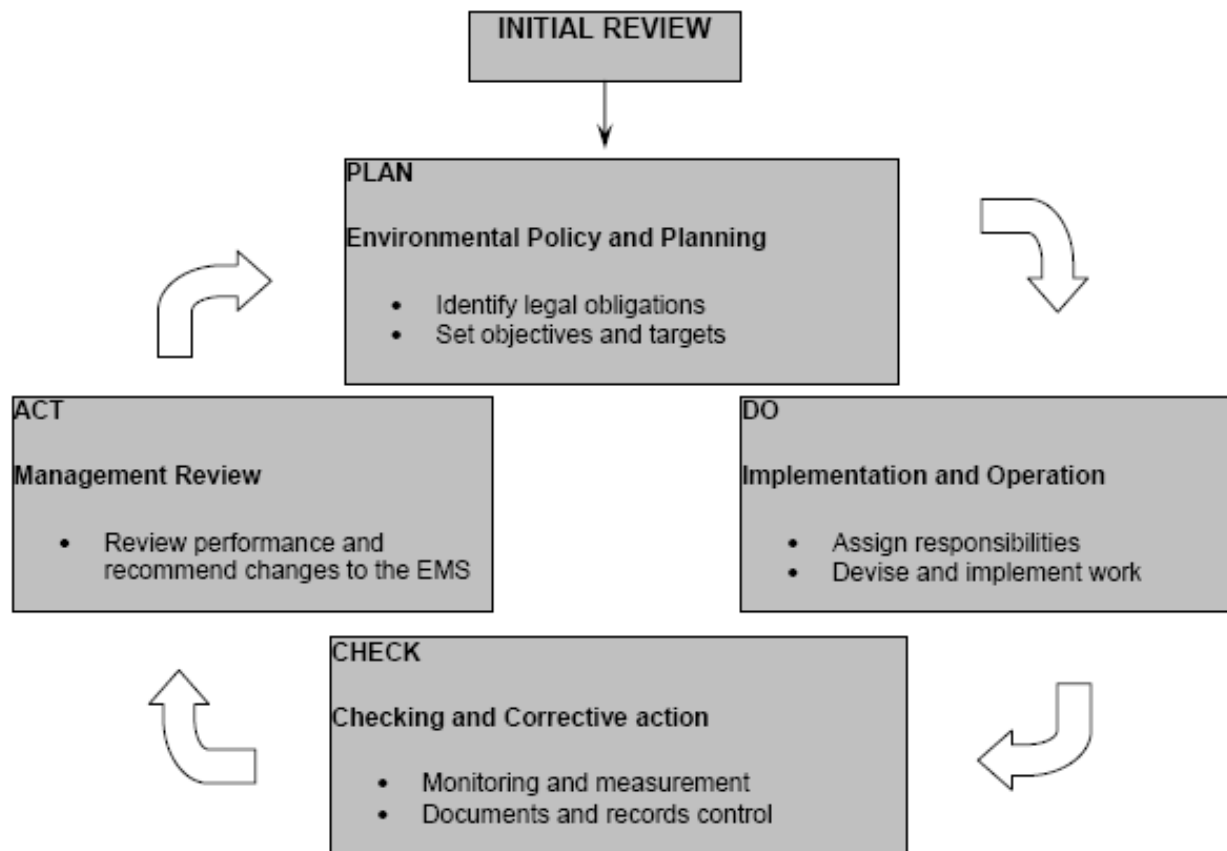 INITIAL REVIEW
PLAN
Environmental Policy and Planning
• Identify legal obligations
• Set objectives and targets
ACT
Management Review
• Review performance and
recommend changes to the EMS
DO
Implementation and Operation
• Assign responsibilities
• Devise and implement work
CHECK
Checking and Corrective action
• Monitoring and measurement
• Documents and records control